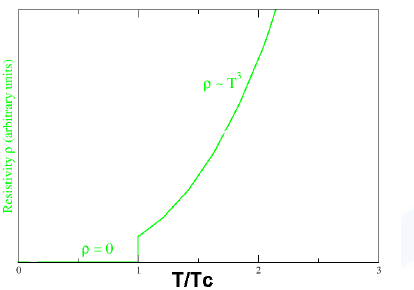 Resistivity ρ (arbitrary units)
ρ ~ T³
ρ = 0
0 1 2 3
T/Tc